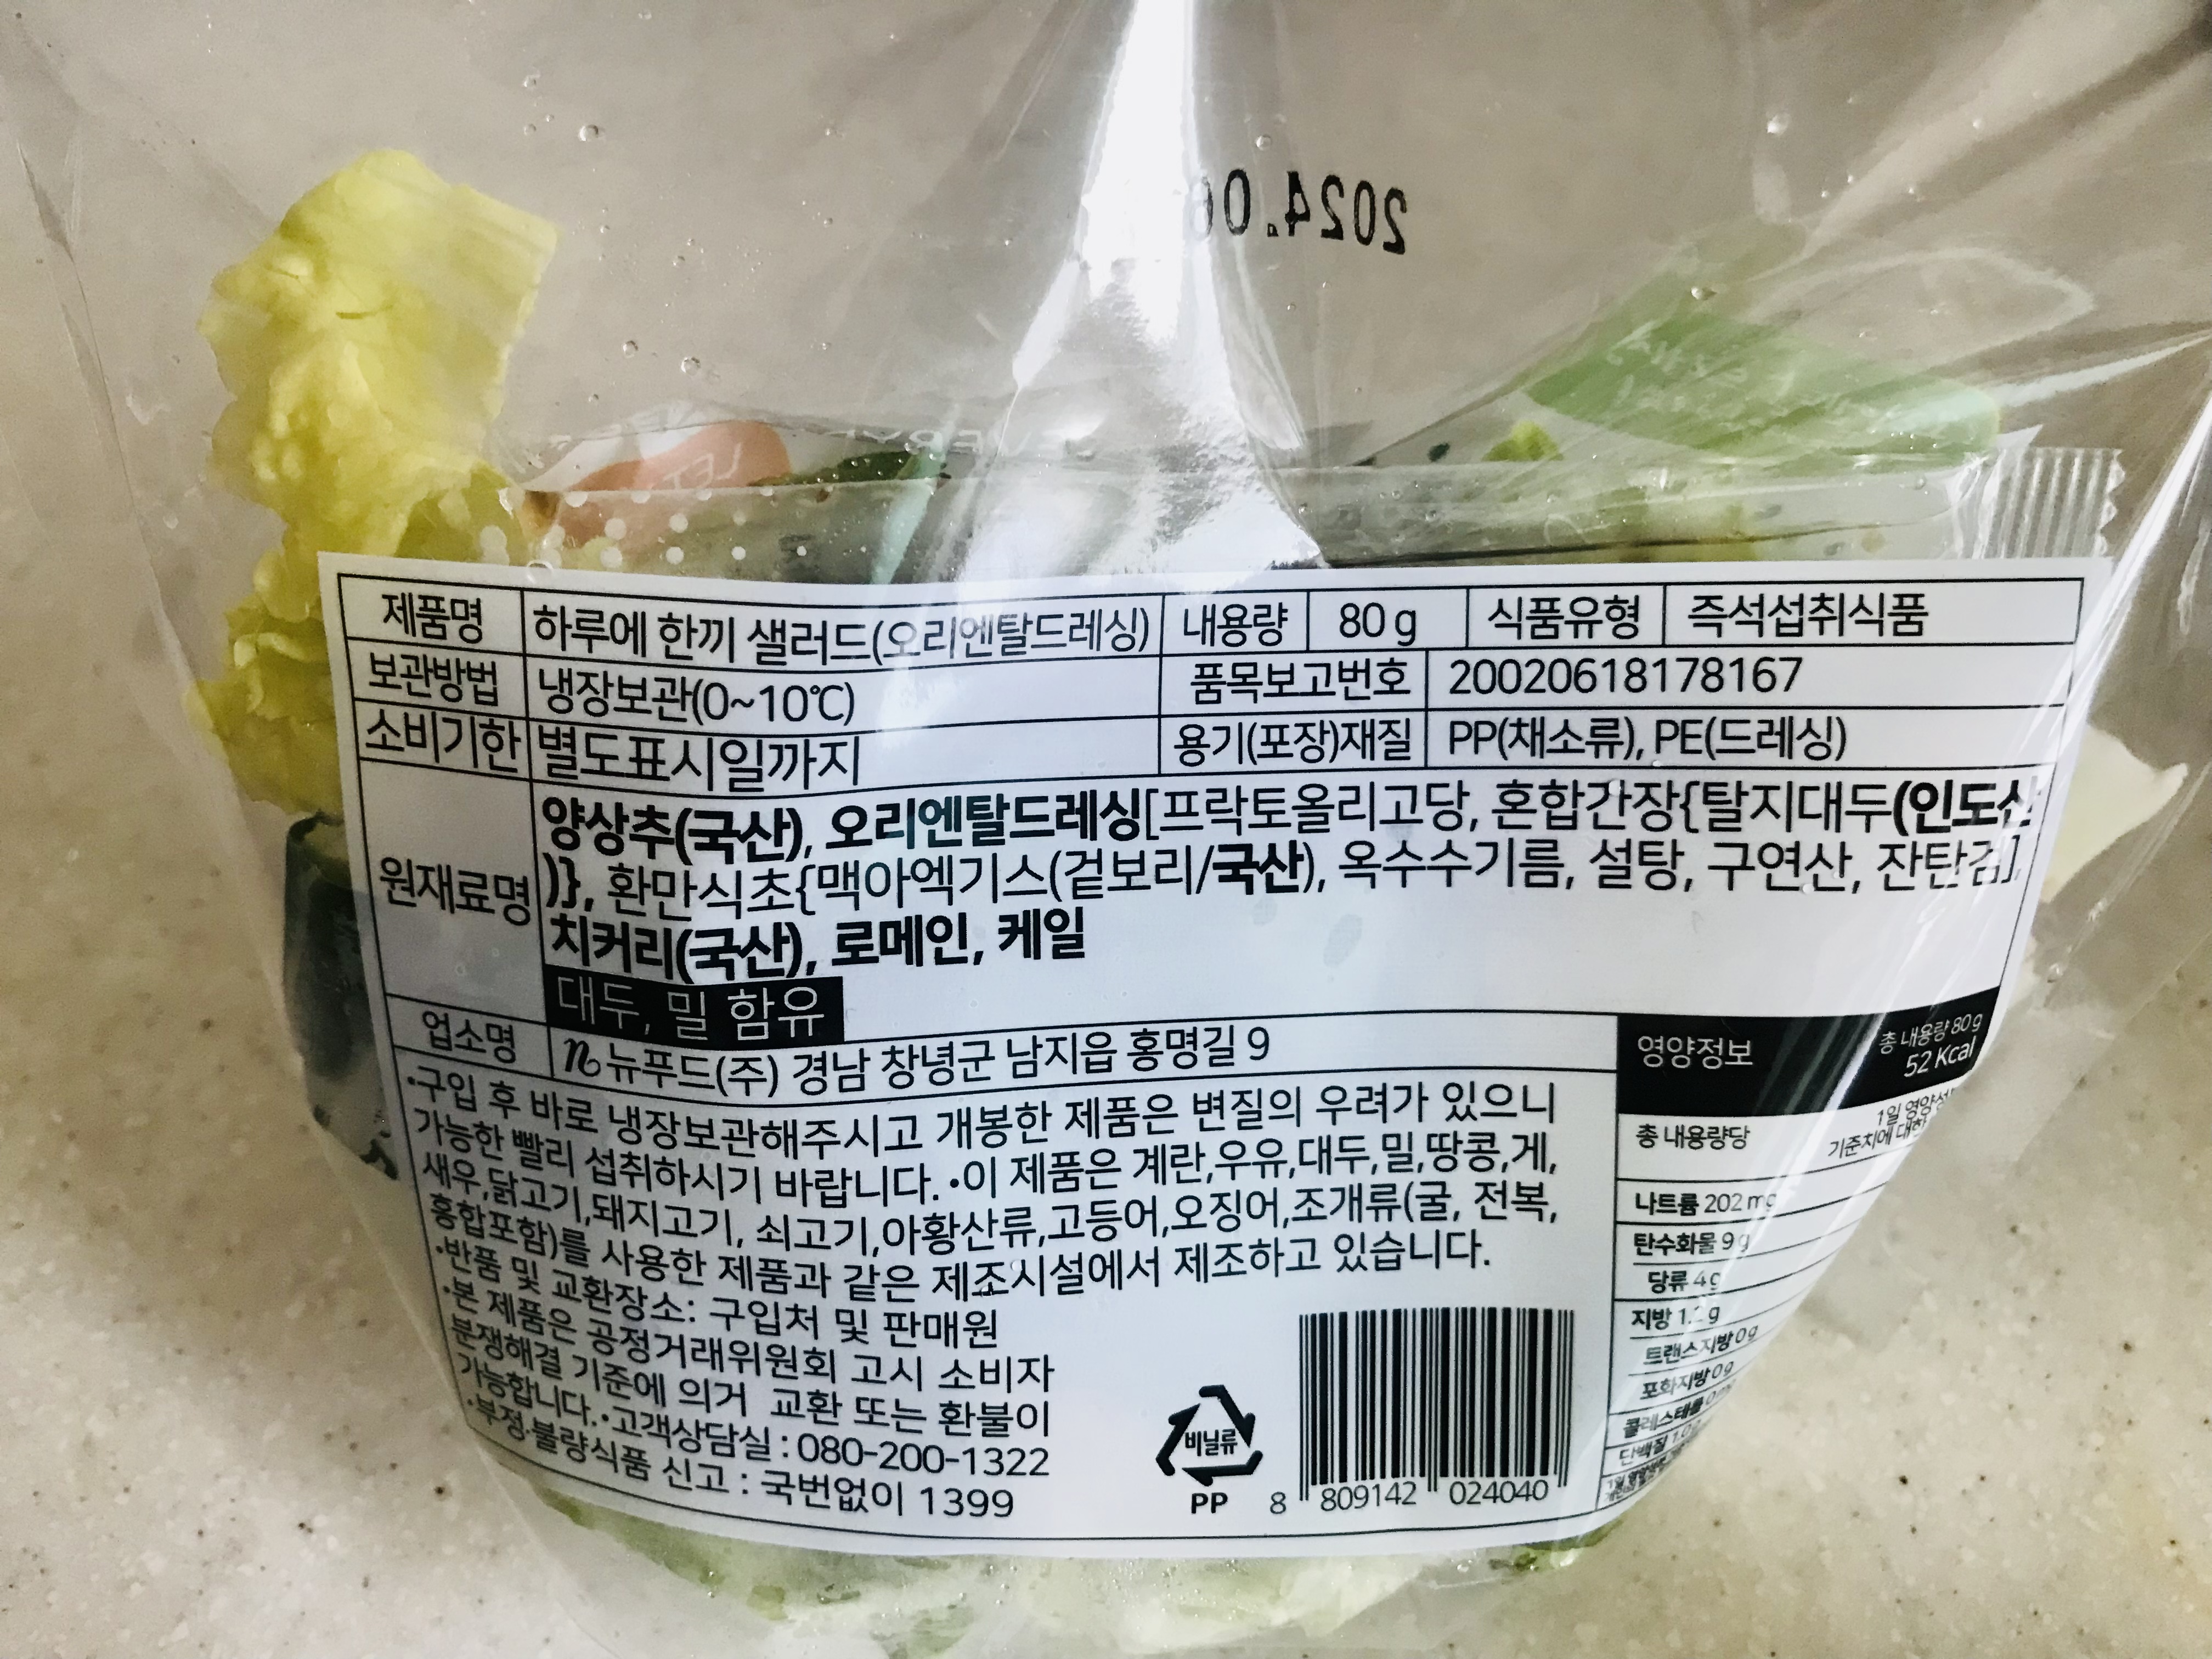 2024.0
제품명 하루에 한끼 샐러드(오리엔탈드레싱) 내용량 80 g 식품유형 즉석섭취식품
보관방법 냉장보관(0~10℃) 품목보고번호 20020618178167
소비기한 별도표시일까지 용기(포장)재질 PP(채소류), PE(드레싱)
원재료명
양상추(국산), 오리엔탈드레싱[프락토올리고당, 혼합간장{탈지대두(인도산
)}, 환만식초{맥아엑기스(겉보리/국산), 옥수수기름, 설탕, 구연산, 잔탄검],
치커리(국산), 로메인, 케일
대두, 밀 함유
업소명 n 뉴푸드(주) 경남 창녕군 남지읍 홍명길 9
•구입 후 바로 냉장보관해주시고 개봉한 제품은 변질의 우려가 있으니
가능한 빨리 섭취하시기 바랍니다. •이 제품은 계란,우유,대두,밀,땅콩,게,
새우,닭고기,돼지고기, 쇠고기,아황산류,고등어,오징어,조개류(굴, 전복,
홍합포함)를 사용한 제품과 같은 제조시설에서 제조하고 있습니다.
•반품 및 교환장소: 구입처 및 판매원
•본 제품은 공정거래위원회 고시 소비자
분쟁해결 기준에 의거 교환 또는 환불이
가능합니다.•고객상담실 : 080-200-1322
•부정·불량식품 신고 : 국번없이 1399
비닐류
PP
8 809142 024040
영양정보 총 내용량 80 g
52 Kcal
총 내용량당 1일 영양성
기준치에 대한
나트륨 202 mg
탄수화물 9 g
당류 4 g
지방 1.2 g
트랜스지방 0 g
포화지방 0 g
콜레스테롤
단백질